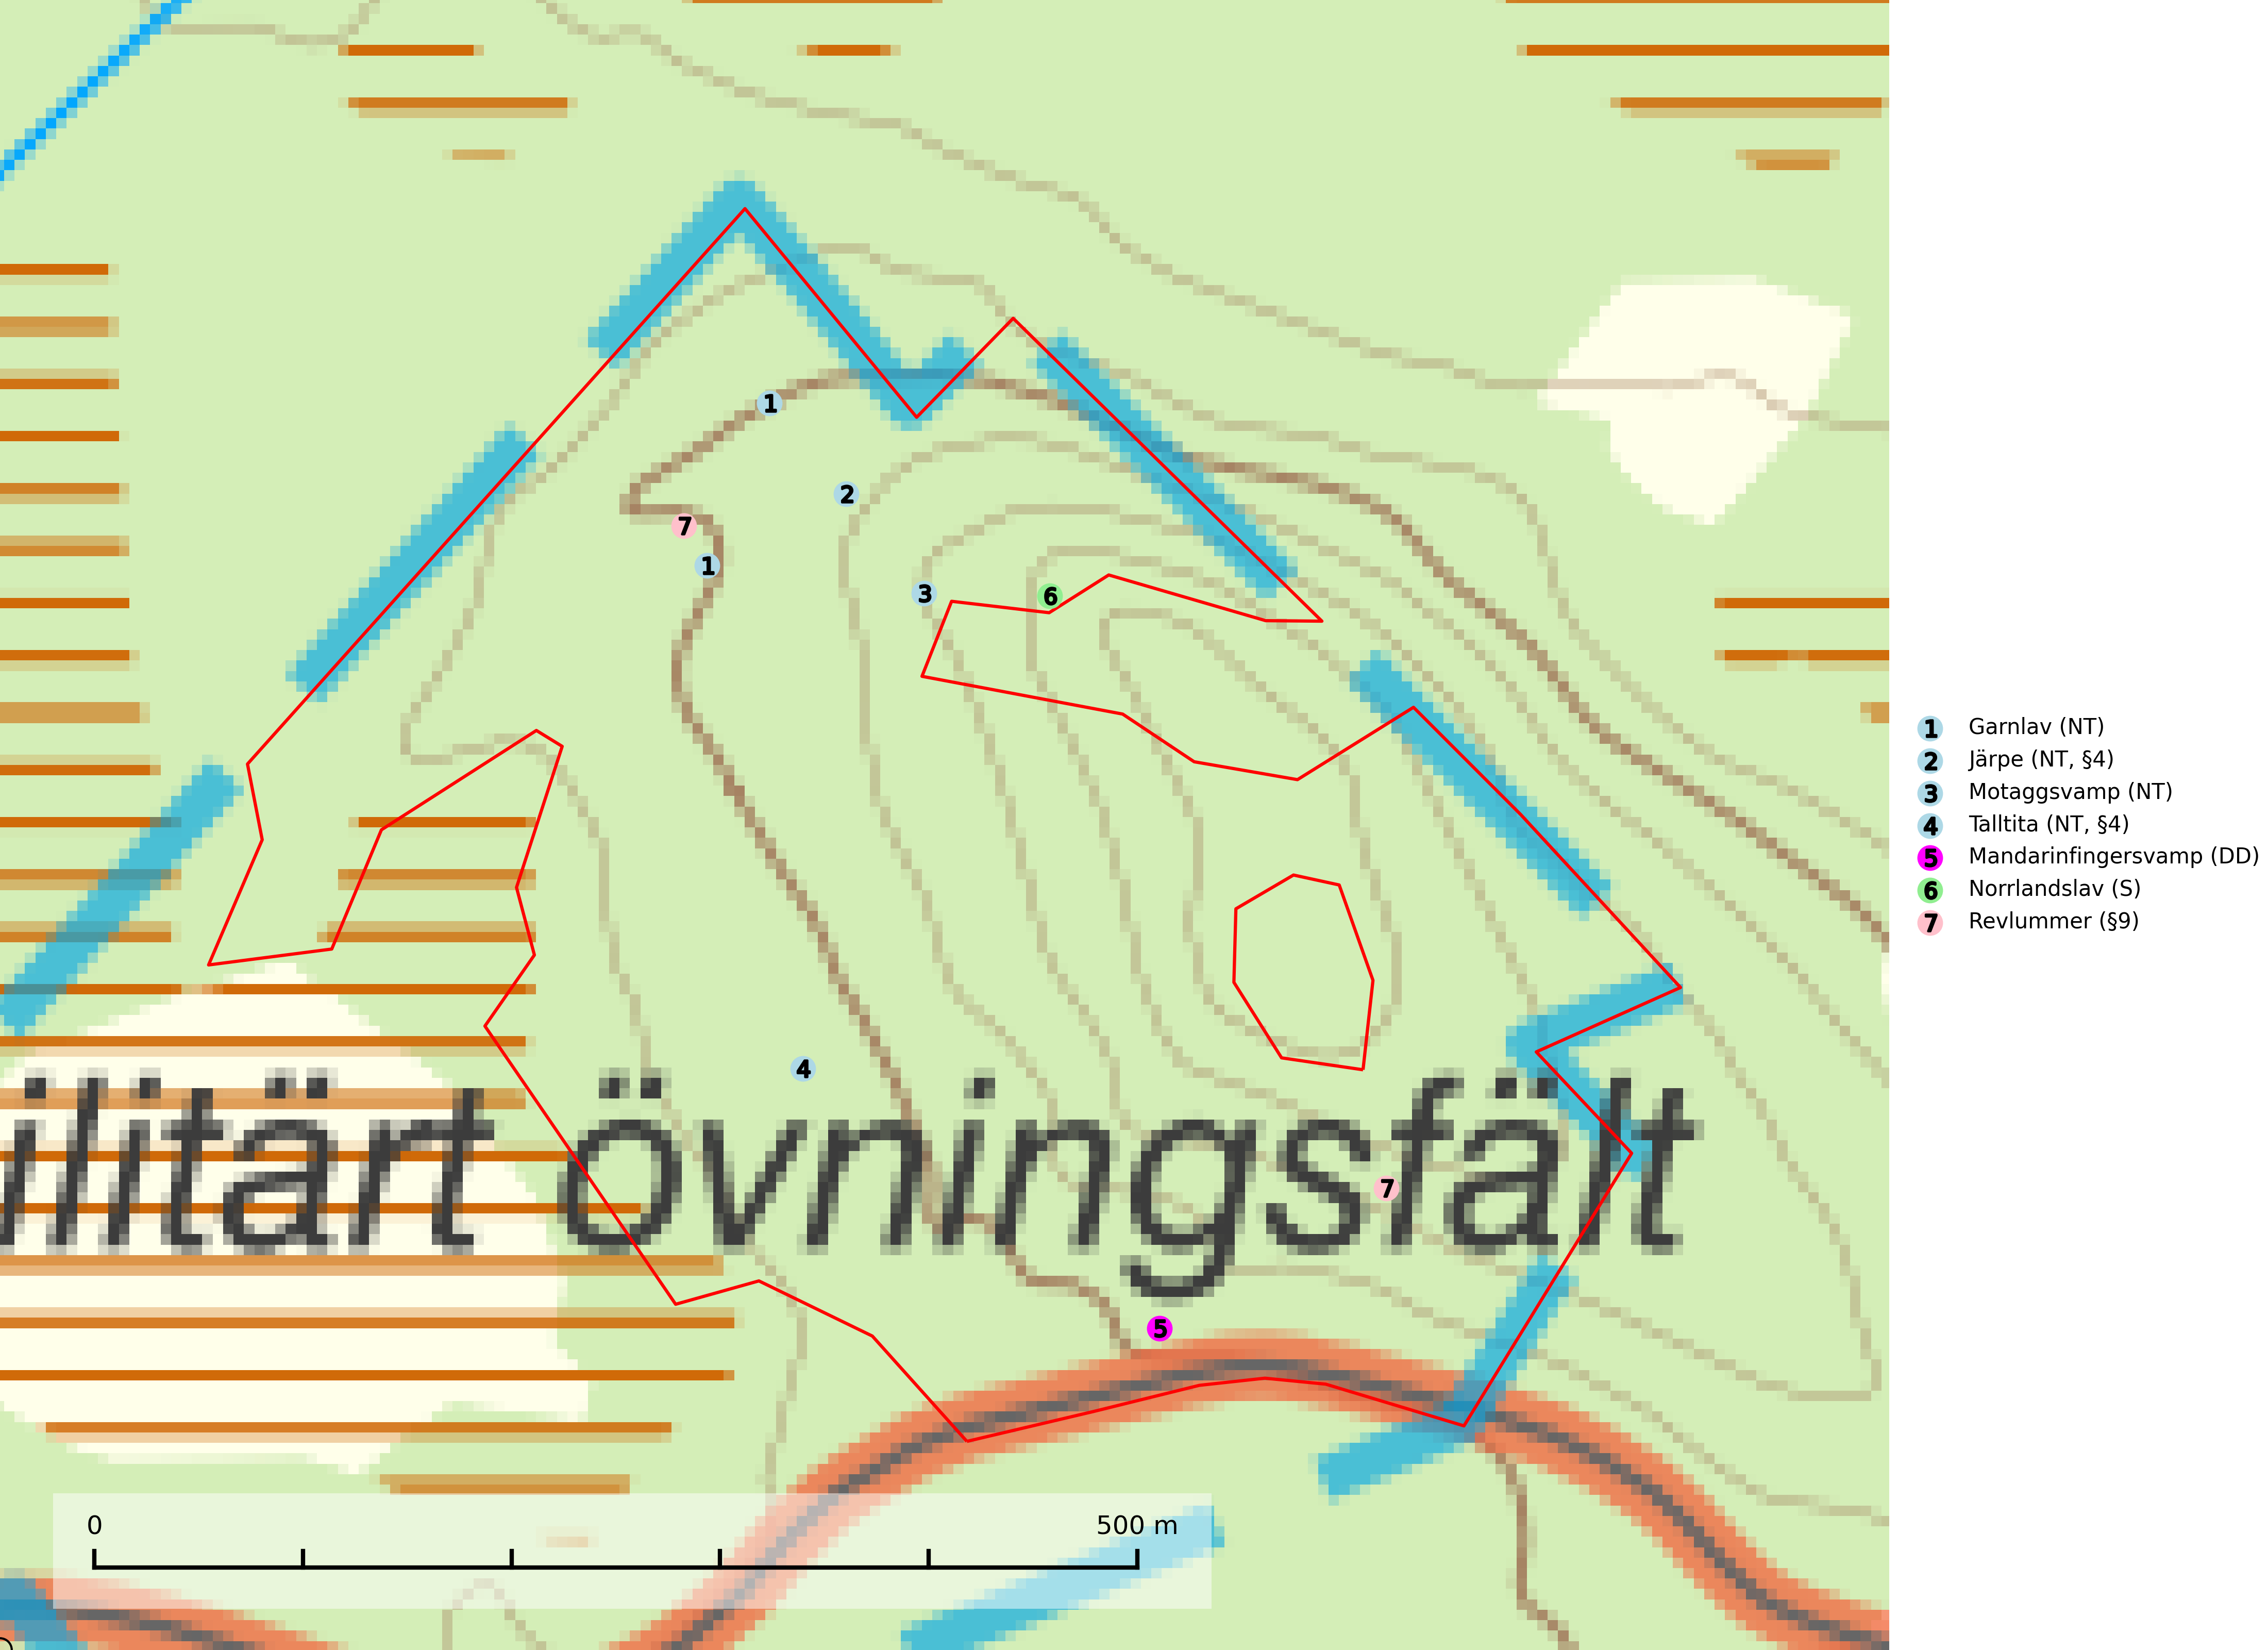 1
2
7
1
3
6
4
ilitärt övningsfält
7
5
0 500 m
1 Garnlav (NT)
2 Järpe (NT, §4)
3 Motaggsvamp (NT)
4 Talltita (NT, §4)
5 Mandarinfingersvamp (DD)
6 Norrlandslav (S)
7 Revlummer (§9)